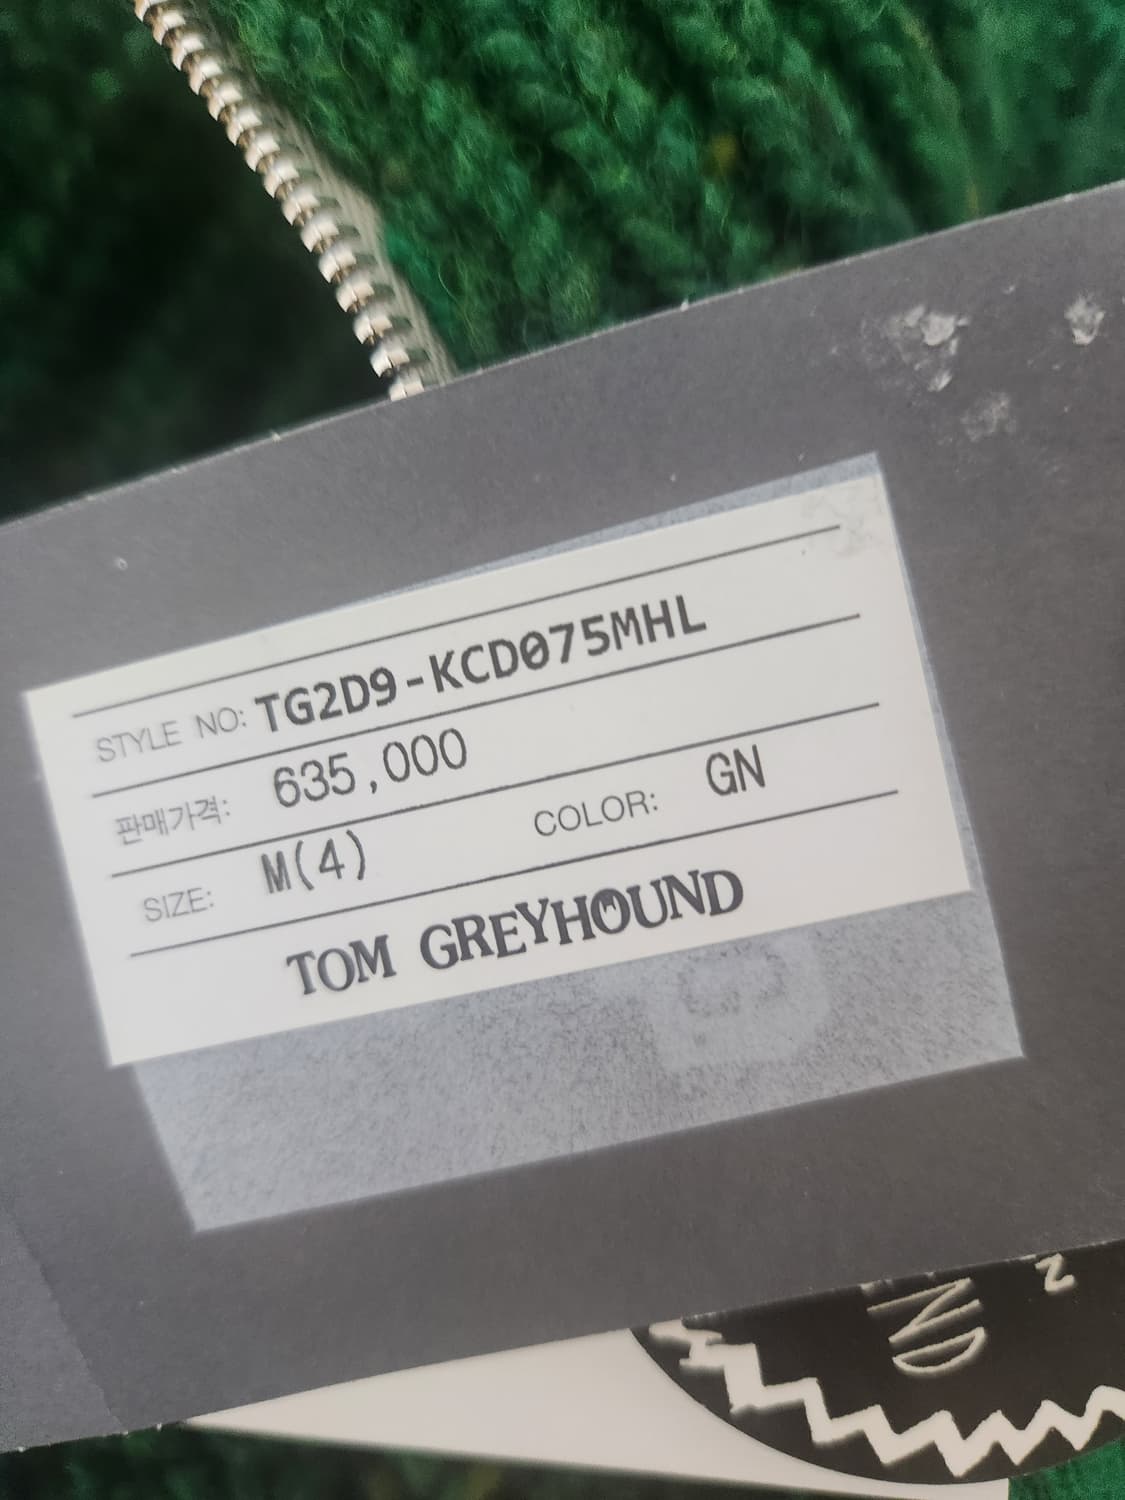 STYLE NO: TG2D9-KCD075MHL
판매가격: 635,000
SIZE: M(4) COLOR: GN
TOM GREYHOUND